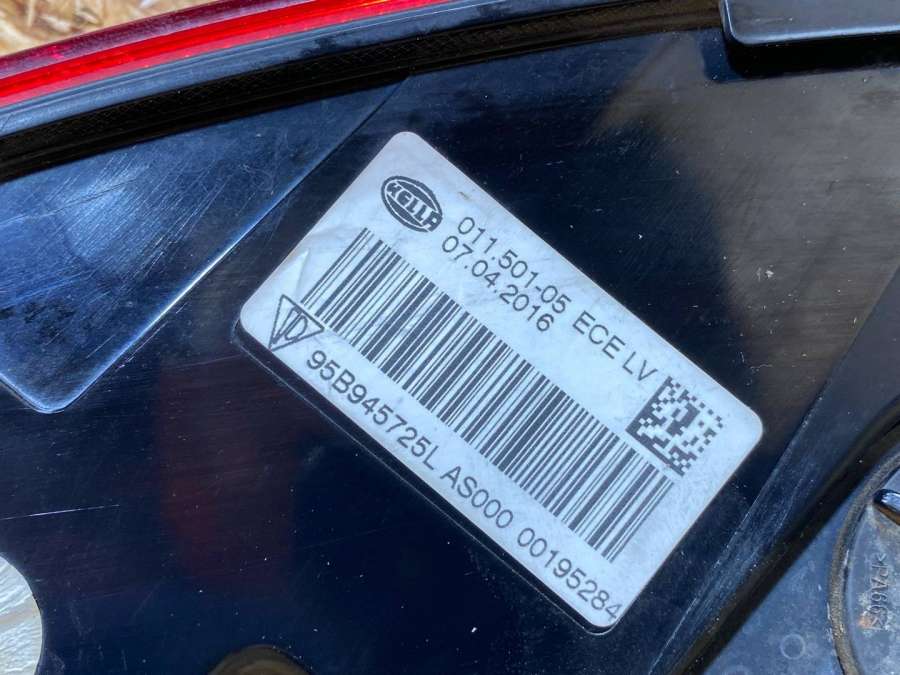 HELLA
011.501-05 ECE LV
07.04.2016
95B945725L AS000 00195284